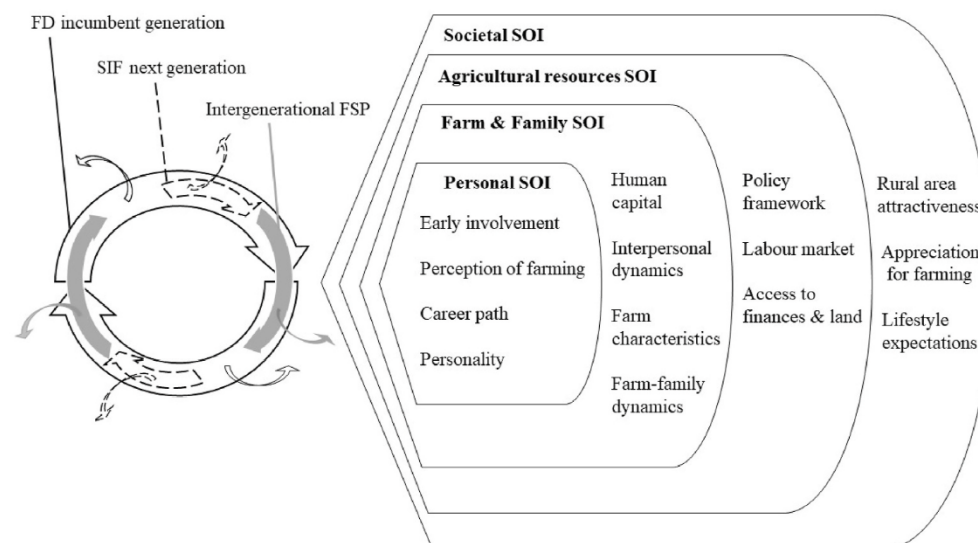 FD incumbent generation
SIF next generation
Intergenerational FSP
Societal SOI
Agricultural resources SOI
Farm & Family SOI
Personal SOI
Early involvement
Perception of farming
Career path
Personality
Human
capital
Interpersonal
dynamics
Farm
characteristics
Farm-family
dynamics
Policy
framework
Labour market
Access to
finances & land
Rural area
attractiveness
Appreciation
for farming
Lifestyle
expectations